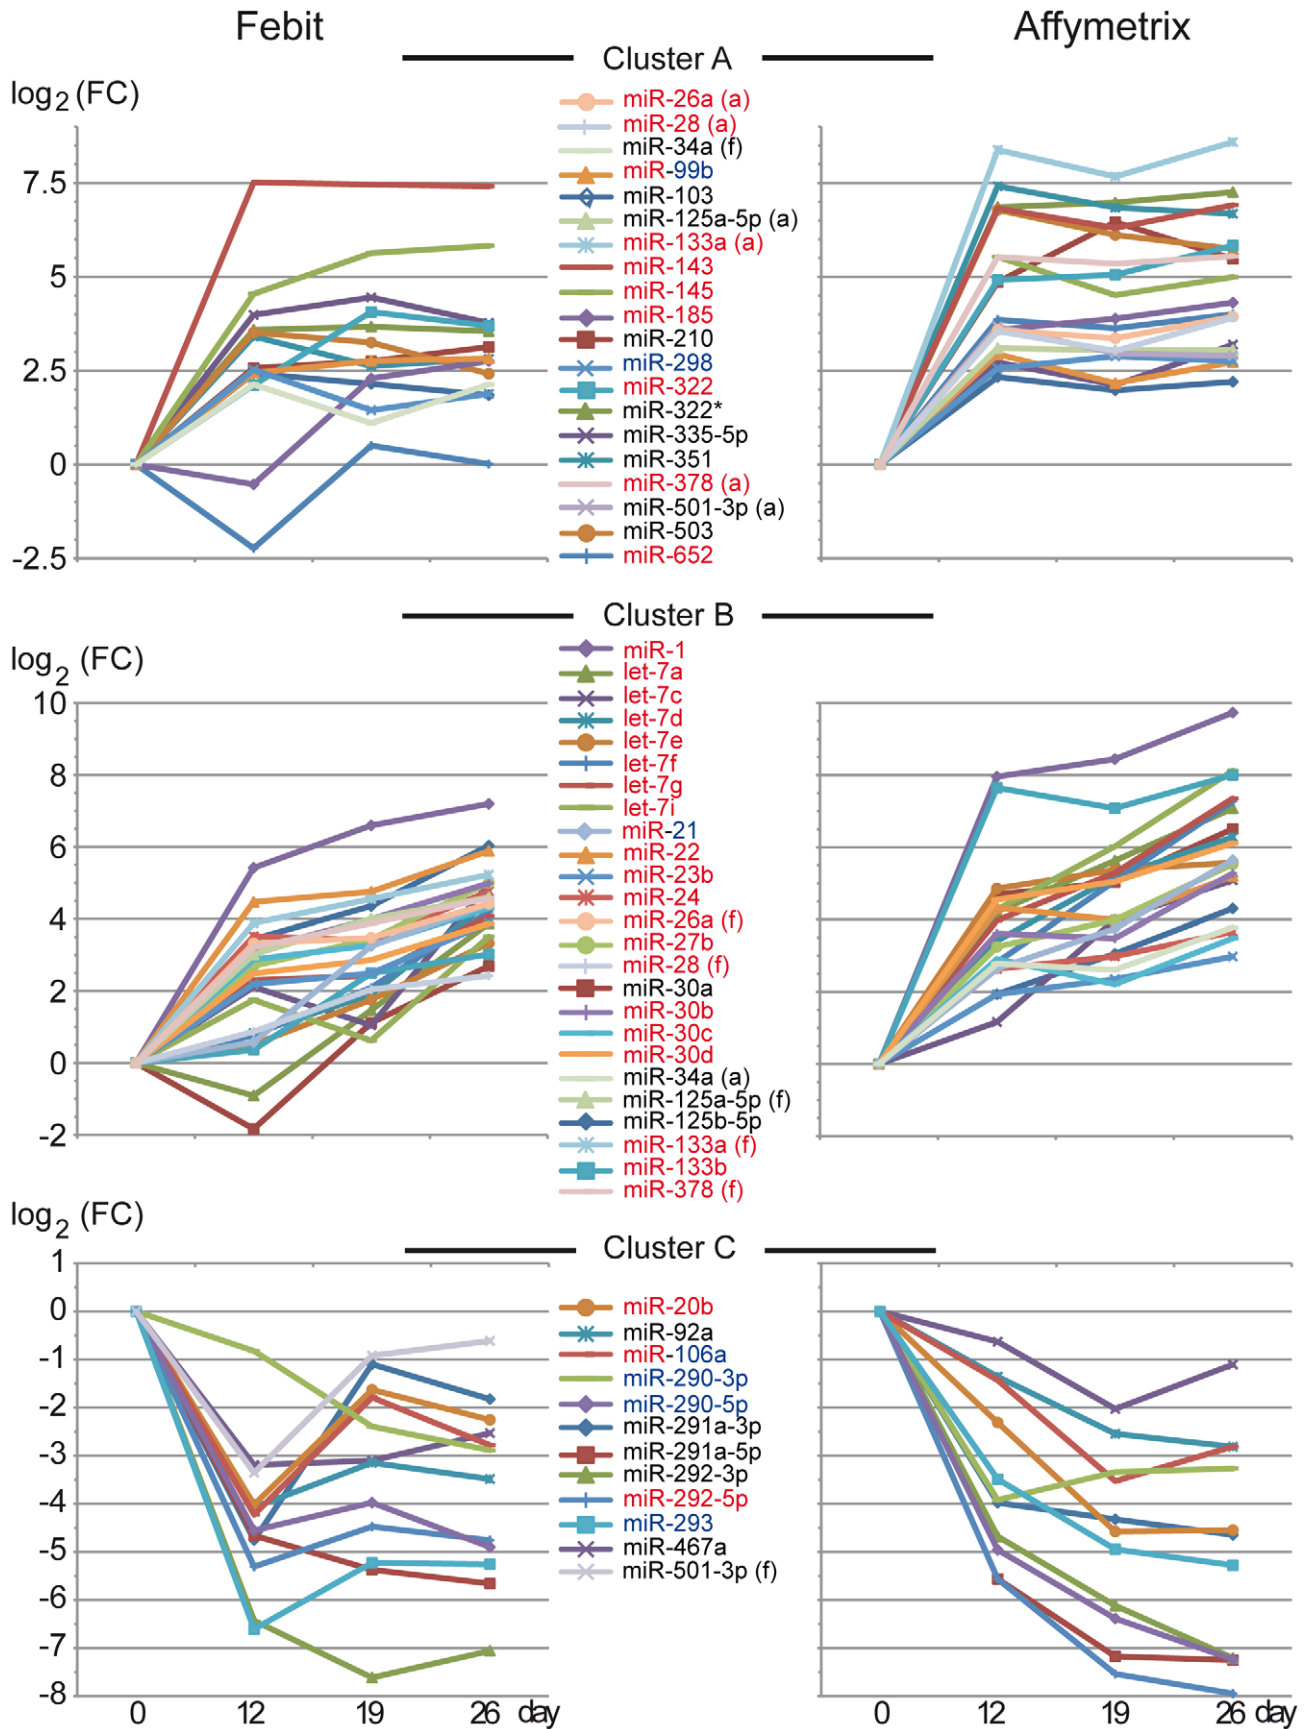 Febit
Affymetrix
Cluster A
log2 (FC)
7.5
5
2.5
0
-2.5
miR-26a (a)
miR-28 (a)
miR-34a (f)
miR-99b
miR-103
miR-125a-5p (a)
miR-133a (a)
miR-143
miR-145
miR-185
miR-210
miR-298
miR-322
miR-322*
miR-335-5p
miR-351
miR-378 (a)
miR-501-3p (a)
miR-503
miR-652
Cluster B
log2 (FC)
10
8
6
4
2
0
-2
miR-1
let-7a
let-7c
let-7d
let-7e
let-7f
let-7g
let-7i
miR-21
miR-22
miR-23b
miR-24
miR-26a (f)
miR-27b
miR-28 (f)
miR-30a
miR-30b
miR-30c
miR-30d
miR-34a (a)
miR-125a-5p (f)
miR-125b-5p
miR-133a (f)
miR-133b
miR-378 (f)
log2 (FC)
Cluster C
1
0
-1
-2
-3
-4
-5
-6
-7
-8
miR-20b
miR-92a
miR-106a
miR-290-3p
miR-290-5p
miR-291a-3p
miR-291a-5p
miR-292-3p
miR-292-5p
miR-293
miR-467a
miR-501-3p (f)
0 12 19 26 day
0 12 19 26 day